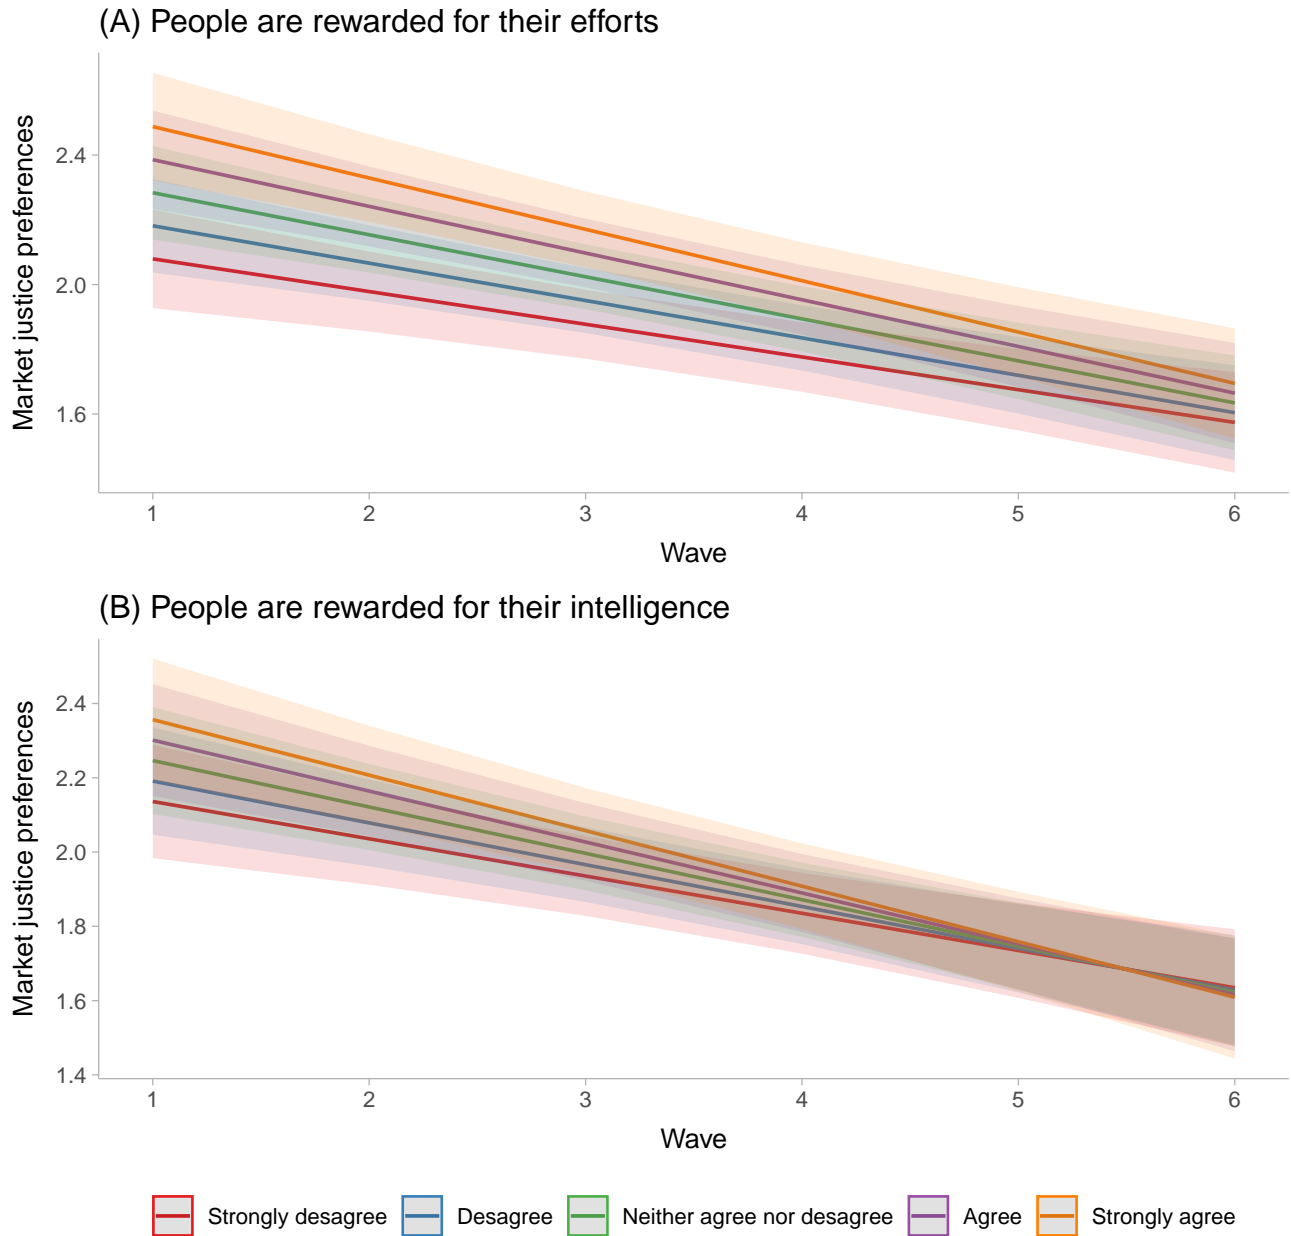 (A) People are rewarded for their efforts
Market justice preferences
2.4
2.0
1.6
1 2 3 4 5 6
Wave
(B) People are rewarded for their intelligence
Market justice preferences
2.4
2.2
2.0
1.8
1.6
1.4
1 2 3 4 5 6
Wave
Strongly desagree Desagree Neither agree nor desagree Agree Strongly agree